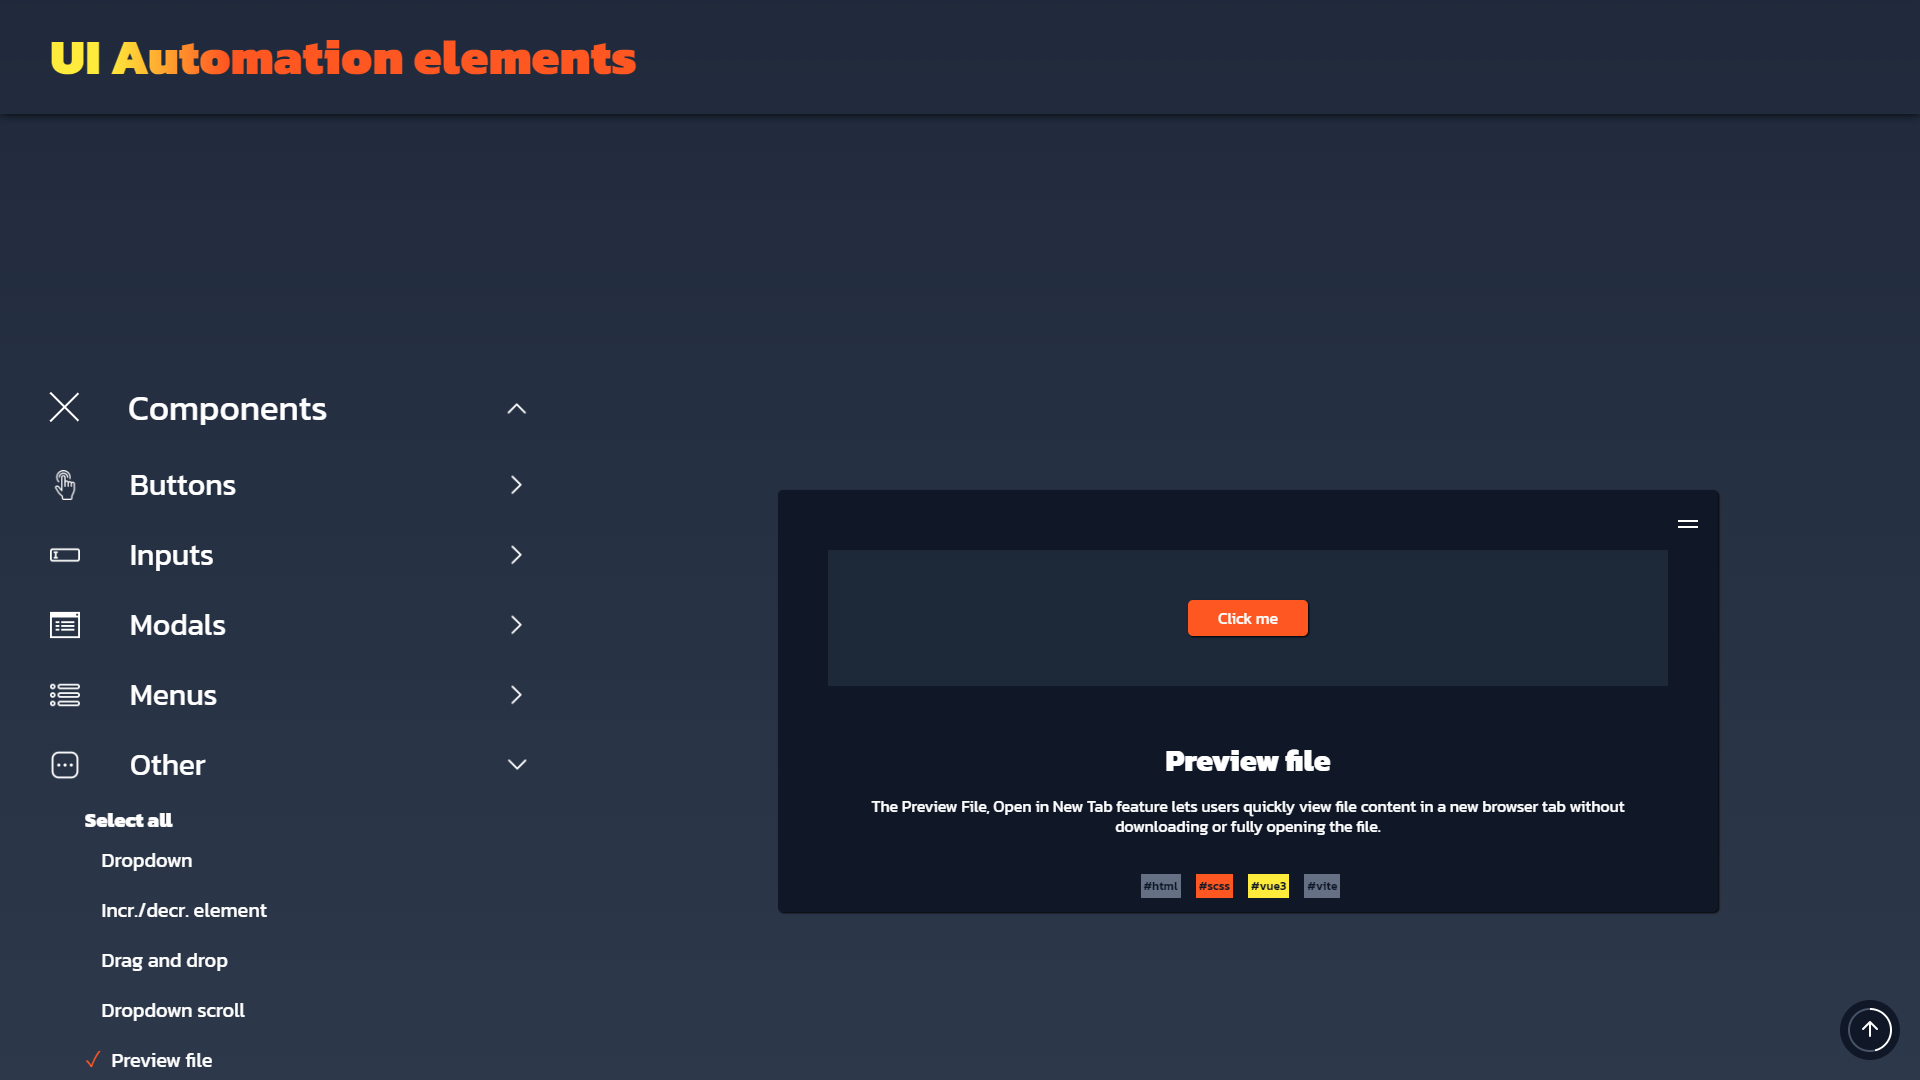 UI Automation elements
Components
Buttons
Inputs
Modals
Menus
Other
Select all
Dropdown
Incr./decr. element
Drag and drop
Dropdown scroll
Preview file
Click me
Preview file
The Preview File, Open in New Tab feature lets users quickly view file content in a new browser tab without
downloading or fully opening the file.
#html #scss #vue3 #vite